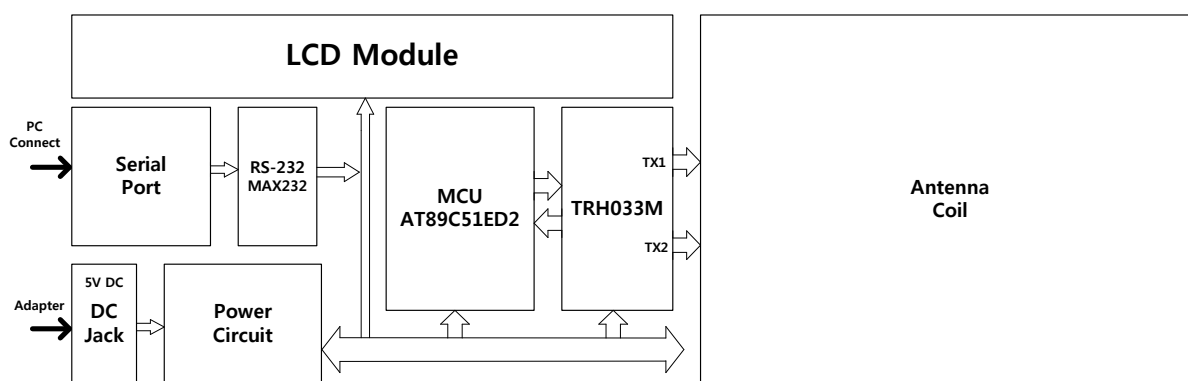 LCD Module
PC
Connect
Serial
Port
RS-232
MAX232
MCU
AT89C51ED2
TRH033M
TX1
TX2
Antenna
Coil
Adapter
5V DC
DC
Jack
Power
Circuit